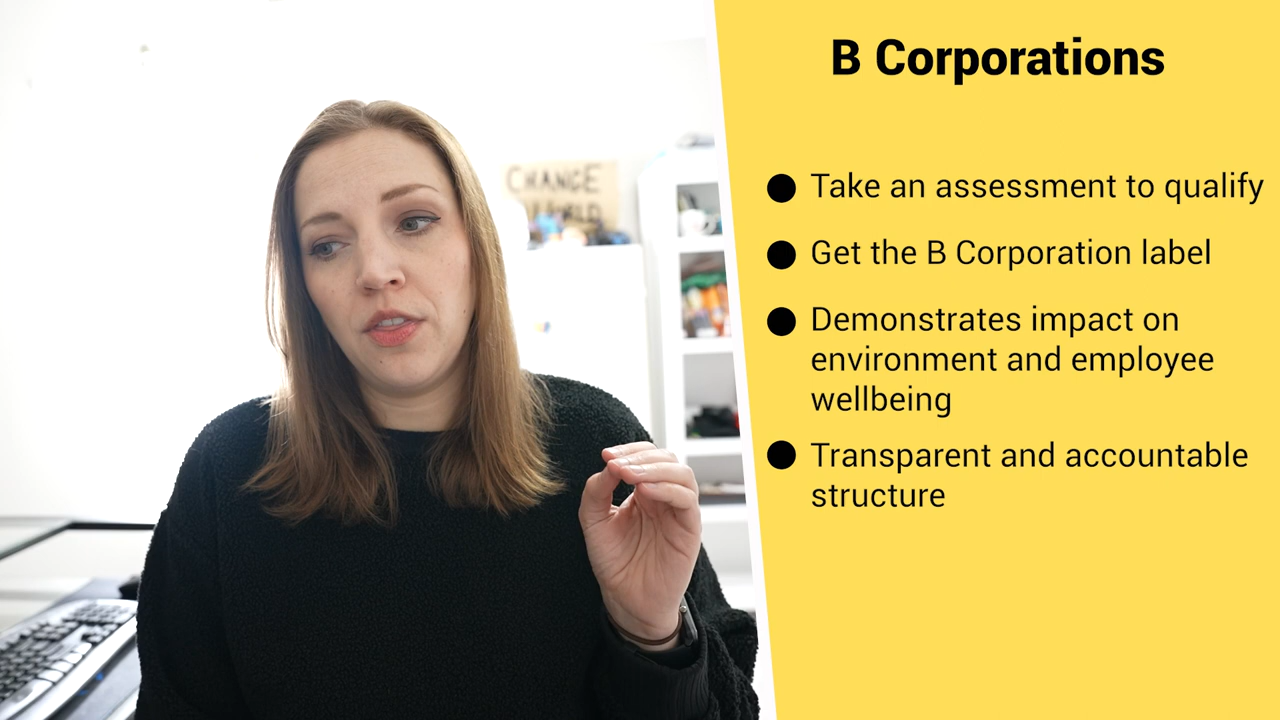 CHANGE
B Corporations
Take an assessment to qualify
Get the B Corporation label
Demonstrates impact on
environment and employee
wellbeing
Transparent and accountable
structure